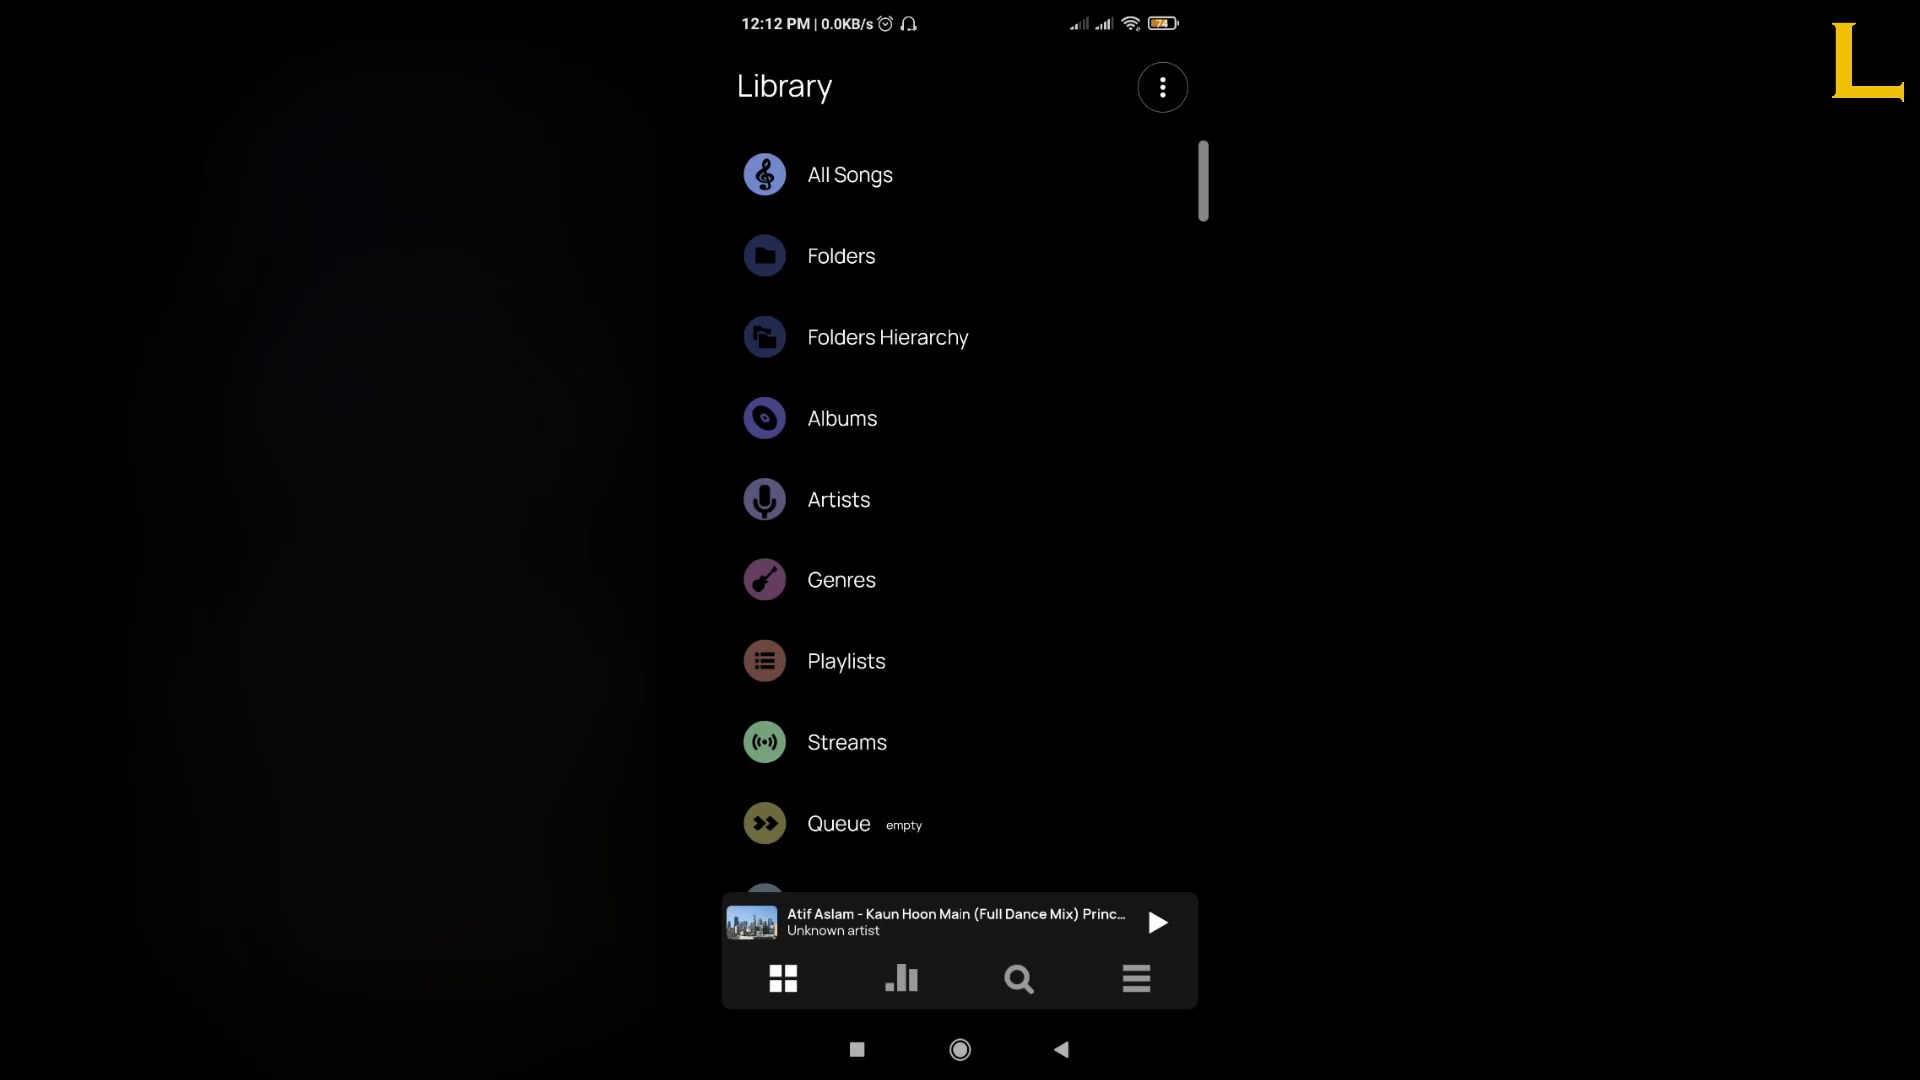 12:12 PM | 0.0KB/s 74
L
Library
All Songs
Folders
Folders Hierarchy
Albums
Artists
Genres
Playlists
Streams
Queue empty
Atif Aslam - Kaun Hoon Main (Full Dance Mix) Princ...
Unknown artist